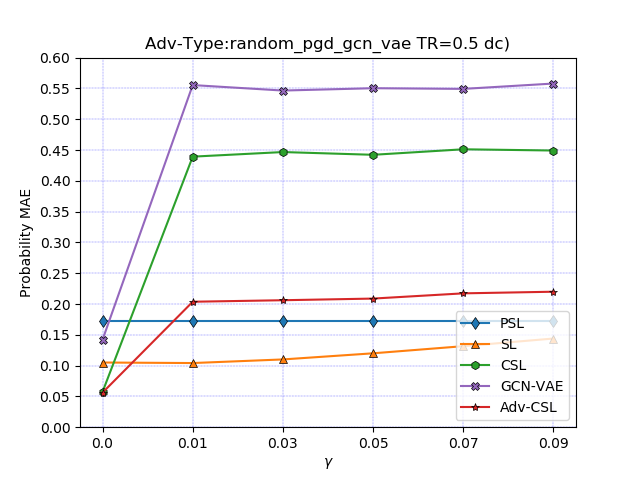 Adv-Type:random_pgd_gcn_vae TR=0.5 dc)
0.60
0.55
0.50
0.45
0.40
0.35
0.30
0.25
0.20
0.15
0.10
0.05
0.00
Probability MAE
0.0 0.01 0.03 0.05 0.07 0.09
γ
PSL
SL
CSL
GCN-VAE
Adv-CSL